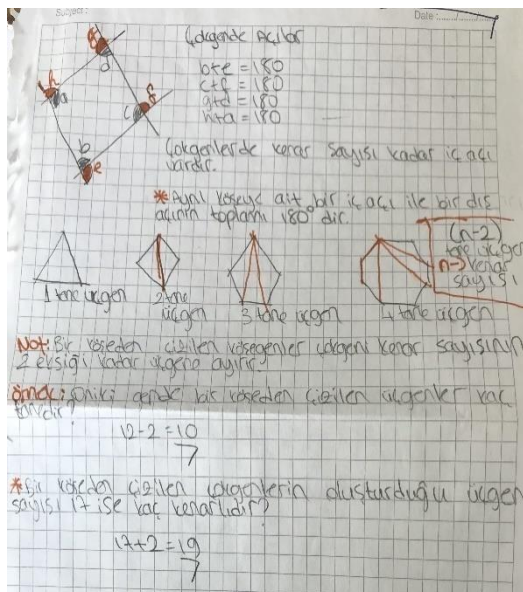 Subject:
Date:
Çokgende Açılar
b+e = 180
c+f = 180
g+d = 180
h+a = 180
g
d
h
a
c
f
b
e
Çokgenlerde kenar sayısı kadar iç açı
vardır.
*Aynı köşeye ait bir iç açı ile bir dış
açının toplamı 180° dir.
(n-2)
tane üçgen
n-> kenar
sayısı
1 tane üçgen
2 tane
üçgen
3 tane üçgen
4 tane üçgen
Not: Bir köşeden çizilen köşegenler çokgeni kenar sayısının
2 eksiği kadar üçgene ayırır.
Örnek: oniki gende bir köşeden çizilen üçgenler kaç
tanedir?
12-2=10
*Bir köşeden çizilen çokgenlerin oluşturduğu üçgen
sayısı 17 ise kaç kenarlıdır?
17+2=19